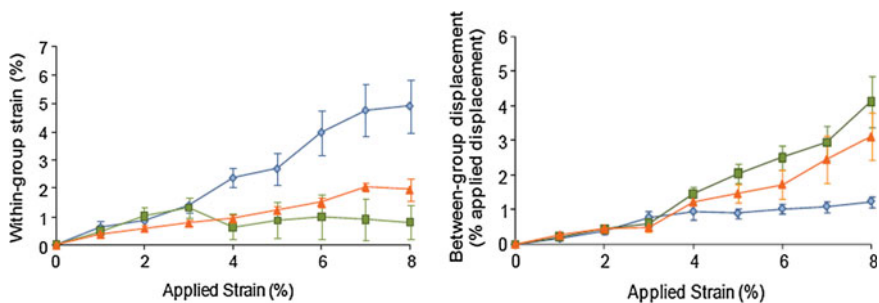 Within-group strain (%)
7
6
5
4
3
2
1
0
0 2 4 6 8
Applied Strain (%)
Between-group displacement
(% applied displacement)
6
5
4
3
2
1
0
0 2 4 6 8
Applied Strain (%)